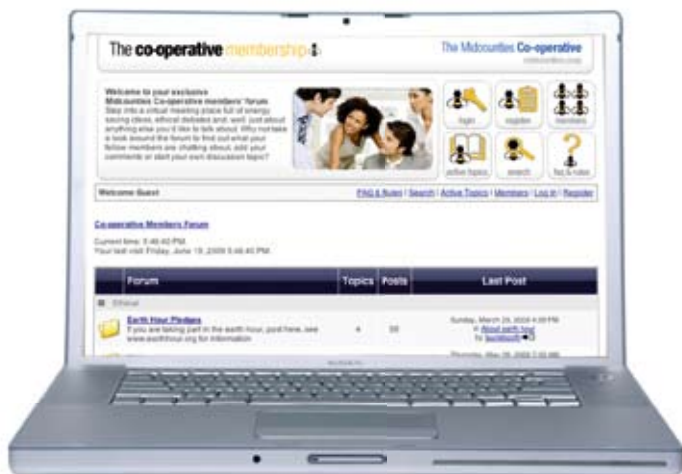 The co-operative membership
The Midcounties Co-operative
Welcome to your exclusive
Midcounties Co-operative members' forum
Step into a virtual meeting place full of energy
saving ideas, ethical debates and, well, just about
anything else you'd like to talk about. Why not take
a look around the forum to find out what your
fellow members are chatting about, add your
comments or start your own discussion topic?
login
register
members
active topics
search
faq & rules
Welcome Guest
FAQ & Rules | Search | Active Topics | Members | Log in | Register
Co-operative Members Forum
Current time: 5:46:40 PM
Your last visit: Friday, June 19, 2009 5:46:40 PM.
Forum Topics Posts Last Post
Ethical
Earth Hour Pledges
If you are taking part in the earth hour, post here, see
www.earthhour.org for information
4
Sunday, March 29, 2009 4:39 PM
in About earth hour
by